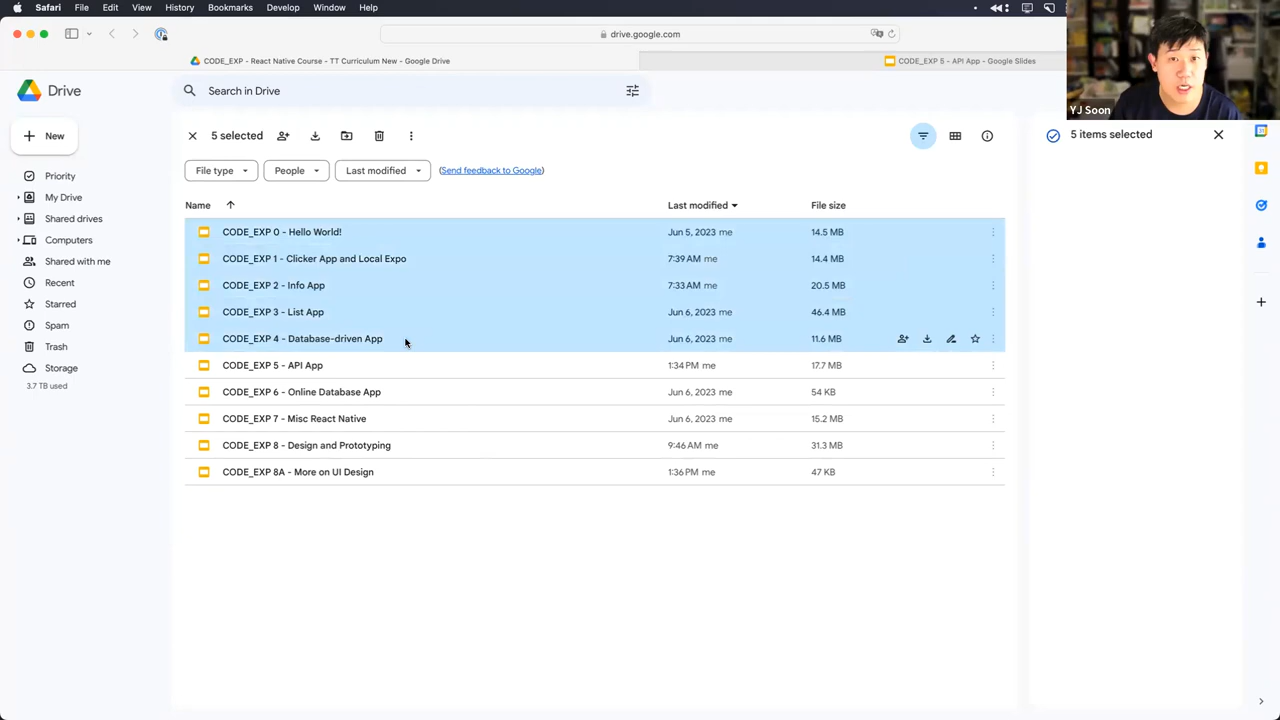 Safari File Edit View History Bookmarks Develop Window Help
drive.google.com
CODE_EXP - React Native Course - TT Curriculum New - Google Drive
CODE_EXP 5 - API App - Google Slides
YJ Soon
Drive
Search in Drive
New
5 selected
5 items selected
File type People Last modified (Send feedback to Google)
Priority
My Drive
Shared drives
Computers
Shared with me
Recent
Starred
Spam
Trash
Storage
3.7 TB used
Name Last modified File size
CODE_EXP 0 - Hello World! Jun 5, 2023 me 14.5 MB
CODE_EXP 1 - Clicker App and Local Expo 7:39 AM me 14.4 MB
CODE_EXP 2 - Info App 7:33 AM me 20.5 MB
CODE_EXP 3 - List App Jun 6, 2023 me 46.4 MB
CODE_EXP 4 - Database-driven App Jun 6, 2023 me 11.6 MB
CODE_EXP 5 - API App 1:34 PM me 17.7 MB
CODE_EXP 6 - Online Database App Jun 6, 2023 me 54 KB
CODE_EXP 7 - Misc React Native Jun 6, 2023 me 15.2 MB
CODE_EXP 8 - Design and Prototyping 9:46 AM me 31.3 MB
CODE_EXP 8A - More on UI Design 1:36 PM me 47 KB